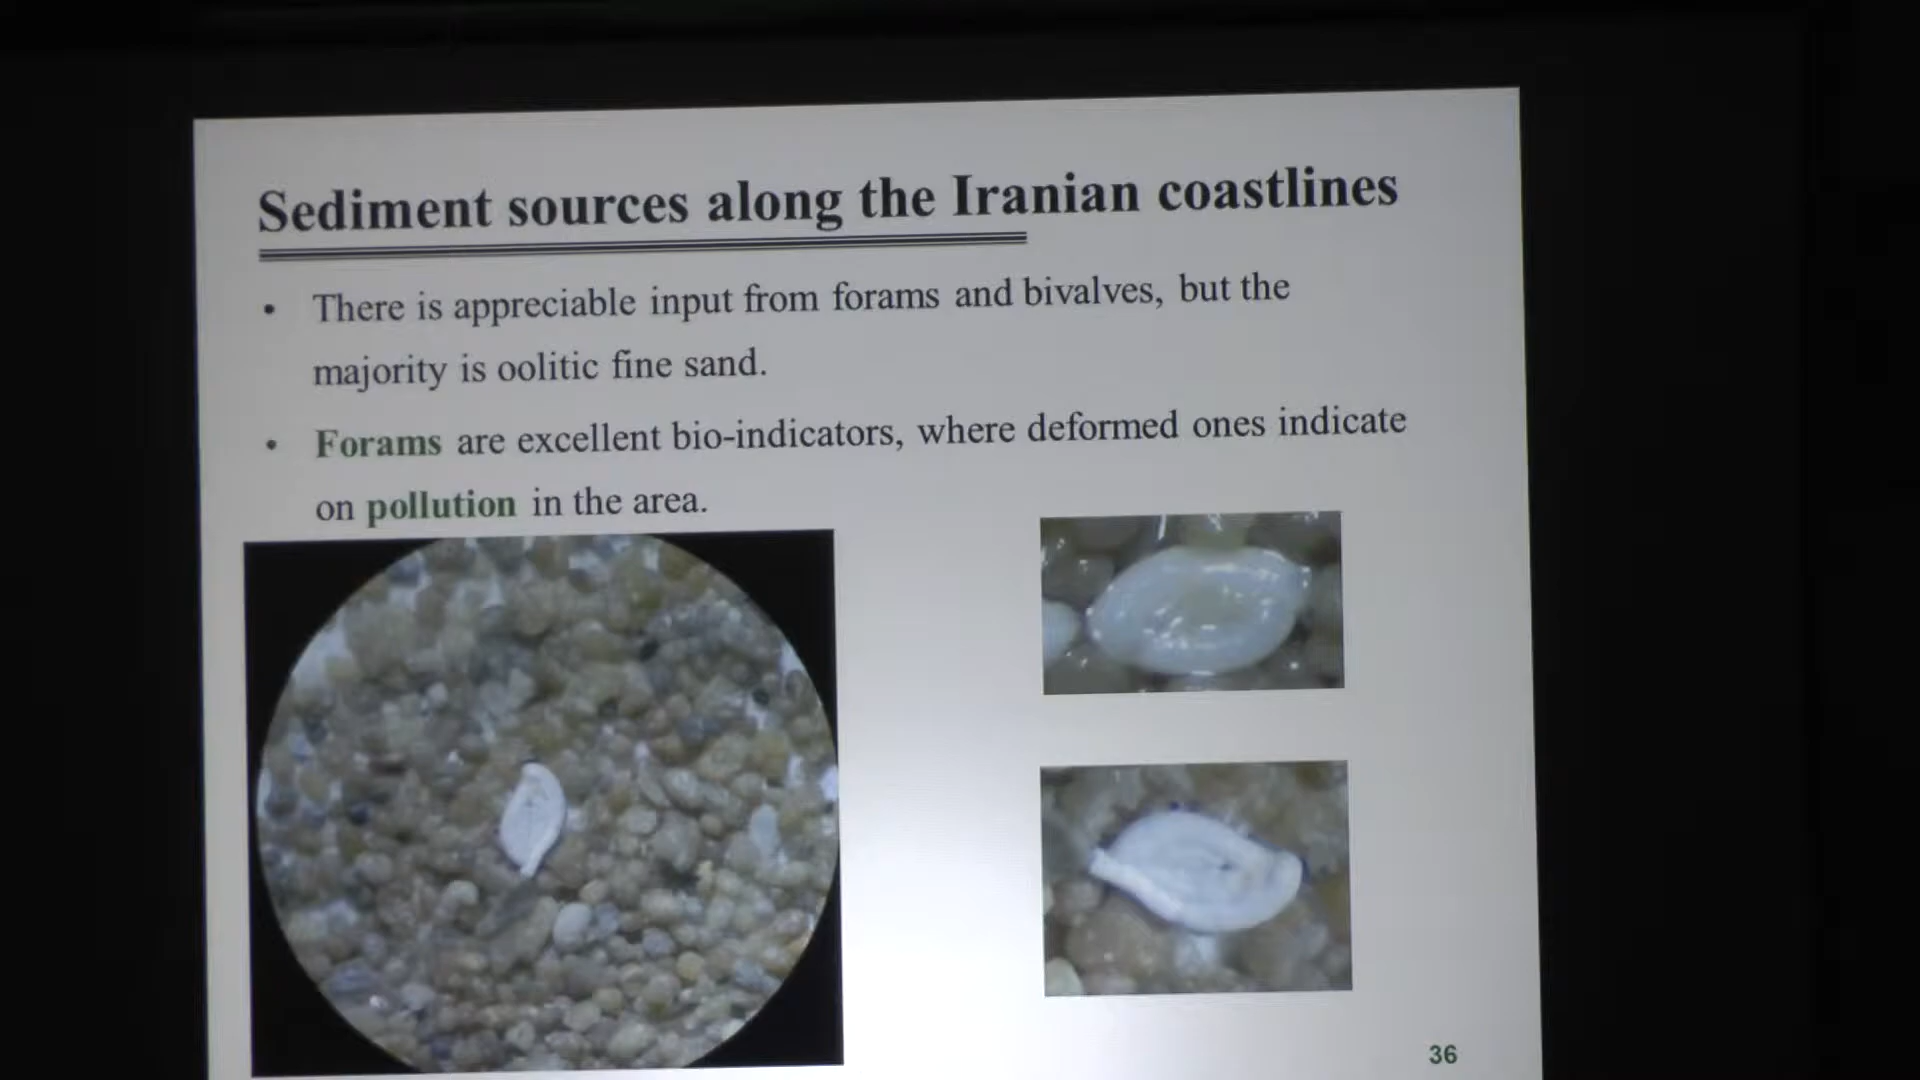 Sediment sources along the Iranian coastlines
• There is appreciable input from forams and bivalves, but the
majority is oolitic fine sand.
• Forams are excellent bio-indicators, where deformed ones indicate
on pollution in the area.
36